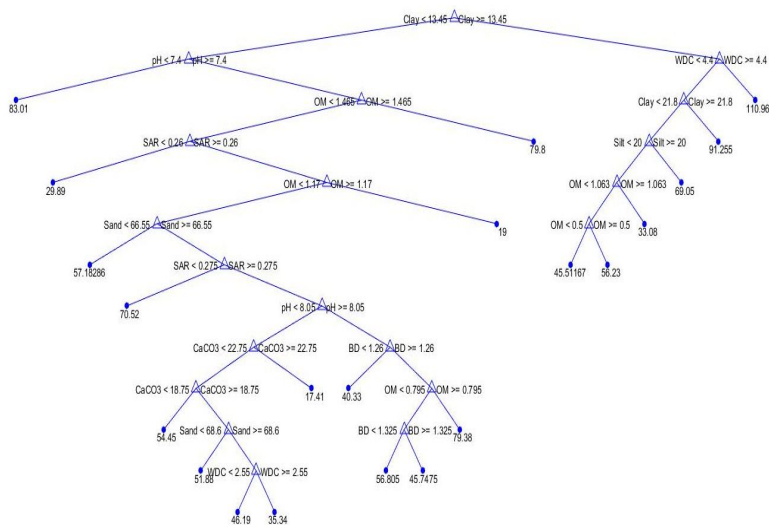 Clay < 13.45 Clay >= 13.45
pH < 7.4 pH >= 7.4
WDC < 4.4 WDC >= 4.4
83.01
OM < 1.465 OM >= 1.465
Clay < 21.8 Clay >= 21.8
110.96
SAR < 0.26 SAR >= 0.26
79.8
Silt < 20 Silt >= 20
91.255
29.89
OM < 1.17 OM >= 1.17
OM < 1.063 OM >= 1.063
69.05
Sand < 66.55 Sand >= 66.55
19
OM < 0.5 OM >= 0.5
33.08
57.18286
SAR < 0.275 SAR >= 0.275
45.51167
56.23
70.52
pH < 8.05 pH >= 8.05
CaCO3 < 22.75 CaCO3 >= 22.75
BD < 1.26 BD >= 1.26
CaCO3 < 18.75 CaCO3 >= 18.75
17.41
40.33
OM < 0.795 OM >= 0.795
54.45
Sand < 68.6 Sand >= 68.6
BD < 1.325 BD >= 1.325
79.38
51.88
WDC < 2.55 WDC >= 2.55
56.805
45.7475
46.19
35.34